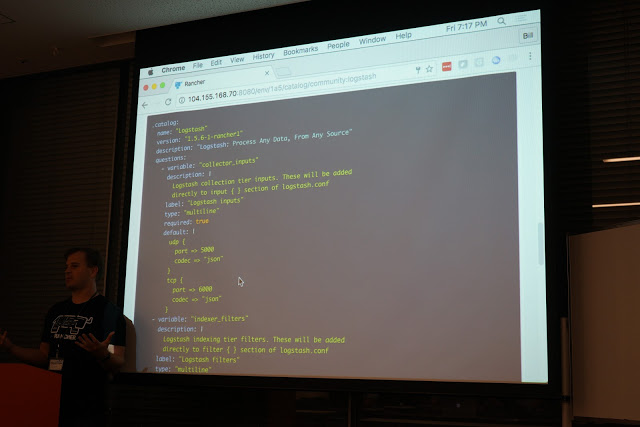 Chrome File Edit View History Bookmarks People Window Help Fri 7:17 PM
Rancher
Bill
104.155.168.70:8080/env/1a5/catalog/community:logstash
.catalog:
name: "Logstash"
version: "1.5.6-1-rancher1"
description: "Logstash: Process Any Data, From Any Source"
questions:
- variable: "collector_inputs"
description: |
Logstash collection tier inputs. These will be added
directly to input { } section of logstash.conf
label: "Logstash inputs"
type: "multiline"
required: true
default: |
udp {
port => 5000
codec => "json"
}
tcp {
port => 6000
codec => "json"
}
- variable: "indexer_filters"
description: |
Logstash indexing tier filters. These will be added
directly to filter { } section of logstash.conf
label: "Logstash filters"
type: "multiline"